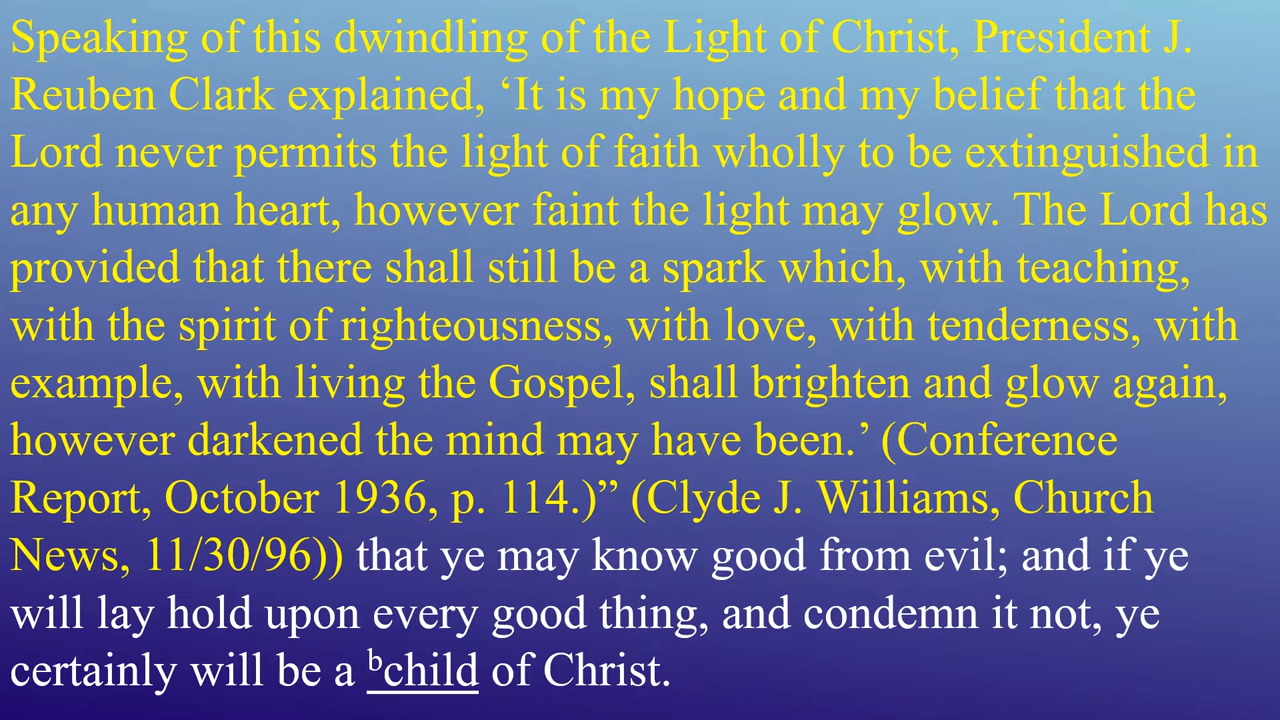 Speaking of this dwindling of the Light of Christ, President J.
Reuben Clark explained, ‘It is my hope and my belief that the
Lord never permits the light of faith wholly to be extinguished in
any human heart, however faint the light may glow. The Lord has
provided that there shall still be a spark which, with teaching,
with the spirit of righteousness, with love, with tenderness, with
example, with living the Gospel, shall brighten and glow again,
however darkened the mind may have been.’ (Conference
Report, October 1936, p. 114.)” (Clyde J. Williams, Church
News, 11/30/96)) that ye may know good from evil; and if ye
will lay hold upon every good thing, and condemn it not, ye
certainly will be a ᵇchild of Christ.